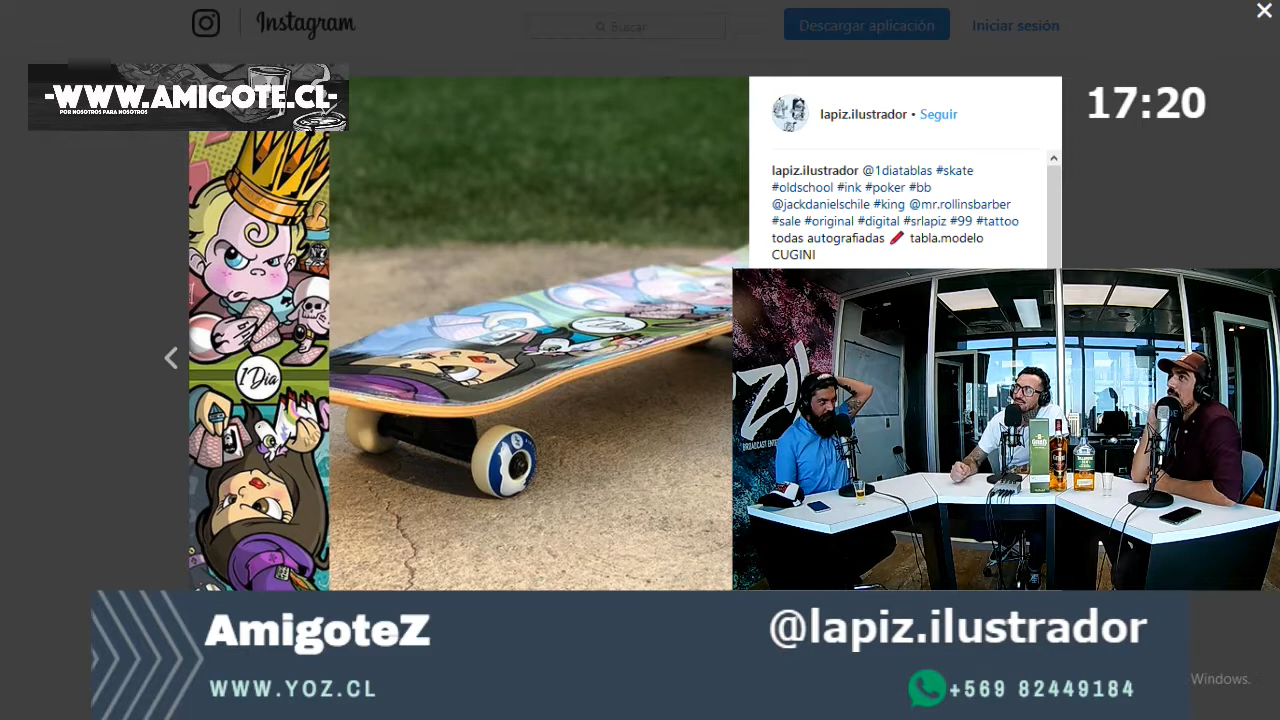 Instagram
Buscar
Descargar aplicación
Iniciar sesión
-WWW.AMIGOTE.CL-
POR NOSOTROS PARA NOSOTROS
17:20
lapiz.ilustrador • Seguir
lapiz.ilustrador @1diatablas #skate
#oldschool #ink #poker #bb
@jackdanielschile #king @mr.rollinsbarber
#sale #original #digital #srlapiz #99 #tattoo
todas autografiadas 🖍 tabla.modelo
CUGINI
1 Dia
AmigoteZ
WWW.YOZ.CL
@lapiz.ilustrador
+569 82449184
Windows.